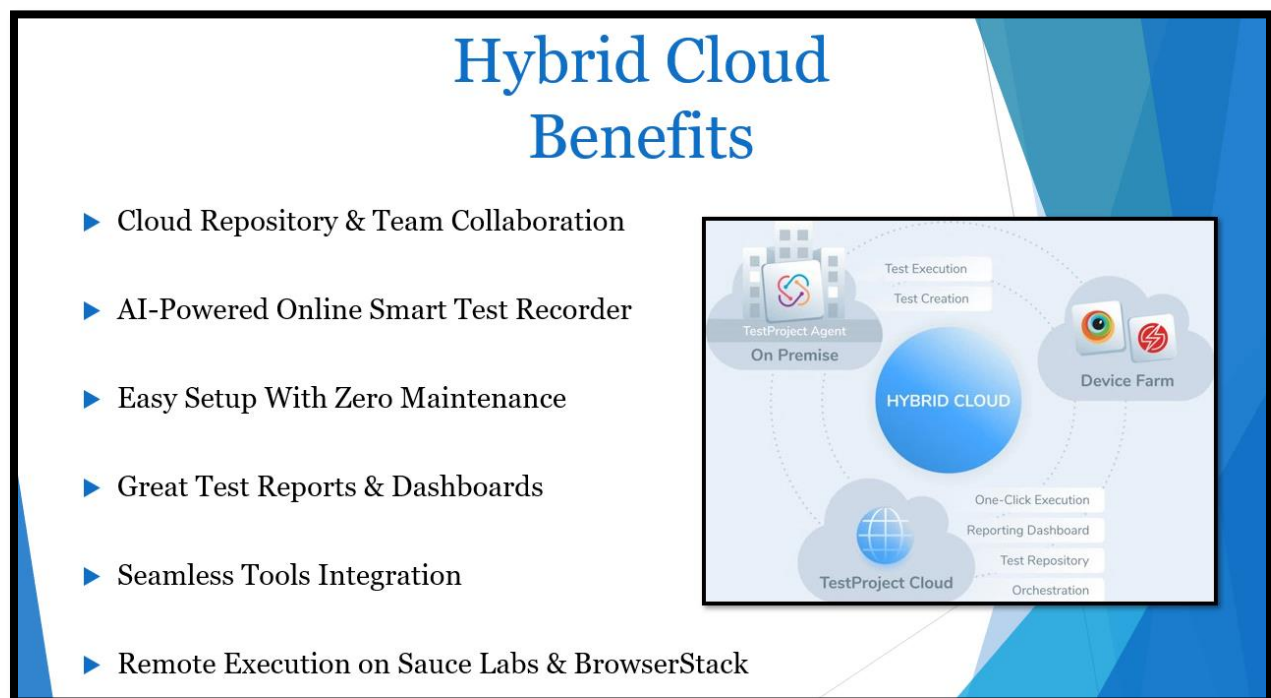 Hybrid Cloud
Benefits
Cloud Repository & Team Collaboration
AI-Powered Online Smart Test Recorder
Easy Setup With Zero Maintenance
Great Test Reports & Dashboards
Seamless Tools Integration
Remote Execution on Sauce Labs & BrowserStack
Test Execution
Test Creation
TestProject Agent
On Premise
Device Farm
HYBRID CLOUD
One-Click Execution
Reporting Dashboard
Test Repository
TestProject Cloud
Orchestration